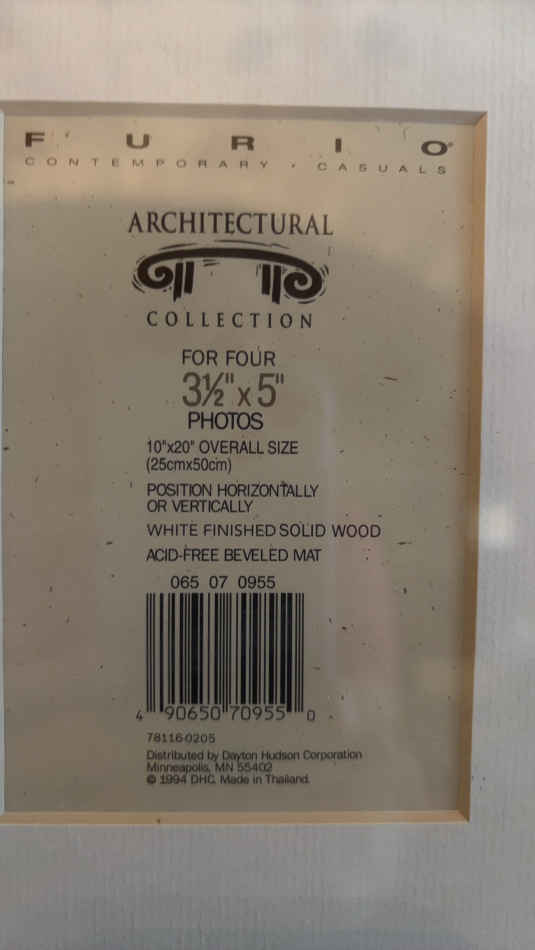 FURIO®
CONTEMPORARY · CASUALS
ARCHITECTURAL
COLLECTION
FOR FOUR
3½" x 5"
PHOTOS
10"x20" OVERALL SIZE
(25cmx50cm)
POSITION HORIZONTALLY
OR VERTICALLY
WHITE FINISHED SOLID WOOD
ACID-FREE BEVELED MAT
065 07 0955
4 90650 70955 0
78116-0205
Distributed by Dayton Hudson Corporation
Minneapolis, MN 55402
© 1994 DHC. Made in Thailand.